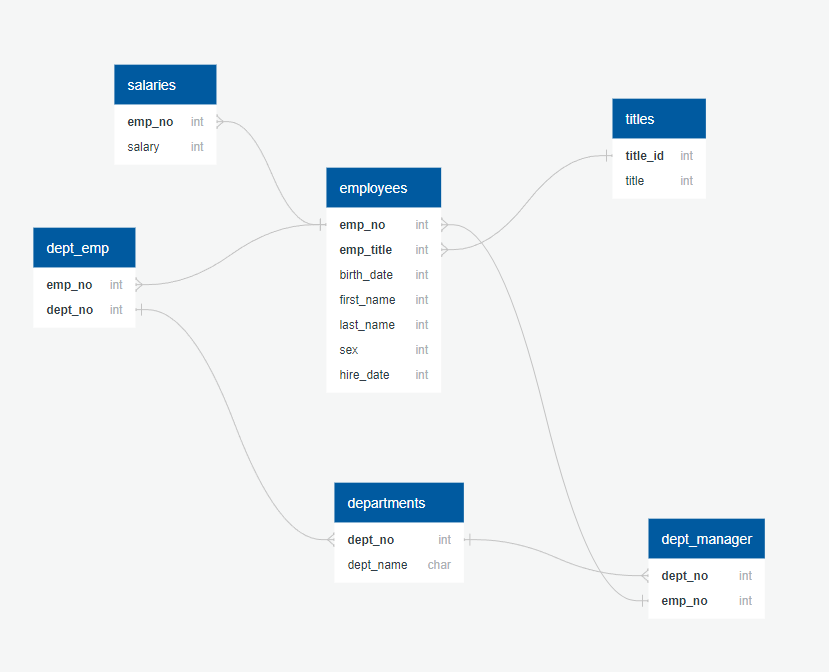 salaries
emp_no int
salary int
titles
title_id int
title int
employees
emp_no int
emp_title int
birth_date int
first_name int
last_name int
sex int
hire_date int
dept_emp
emp_no int
dept_no int
departments
dept_no int
dept_name char
dept_manager
dept_no int
emp_no int